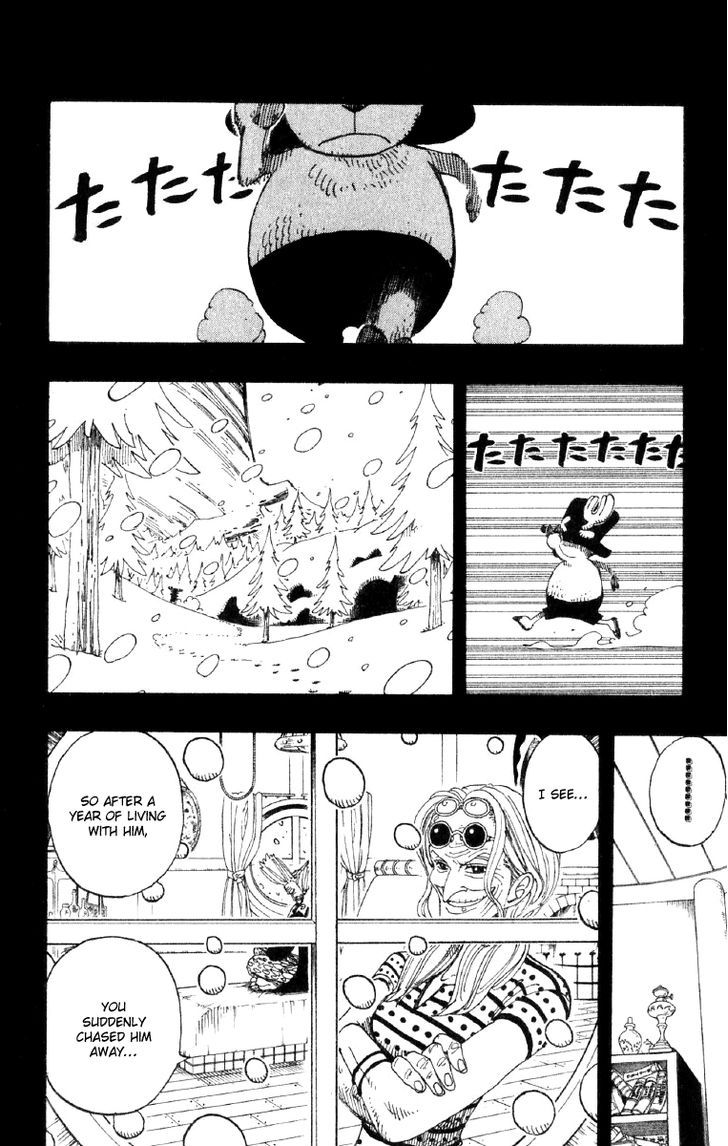 たたた たたた
たたたたたた
.........
I SEE...
SO AFTER A
YEAR OF LIVING
WITH HIM,
YOU
SUDDENLY
CHASED HIM
AWAY...